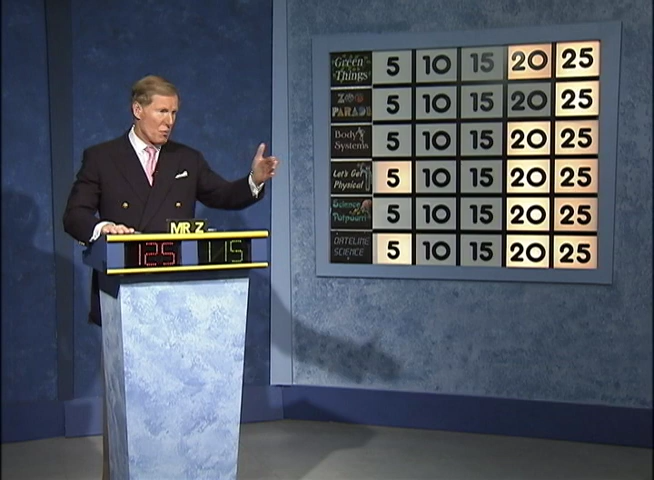 Green Things 5 10 15 20 25
Zoo Parade 5 10 15 20 25
Body Systems 5 10 15 20 25
Let's Get Physical 5 10 15 20 25
Science Potpourri 5 10 15 20 25
DATELINE SCIENCE 5 10 15 20 25
MR Z
125 115